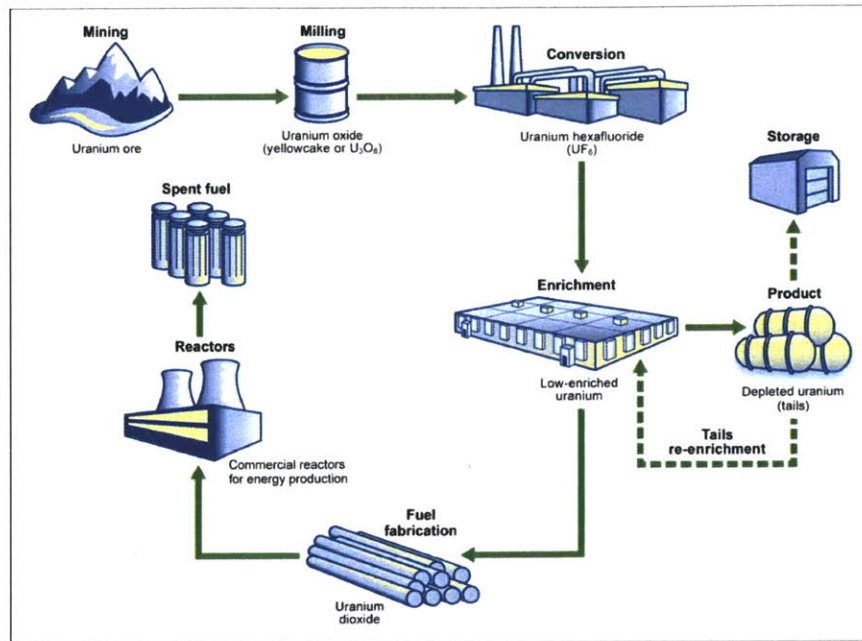 Mining
Uranium ore
Milling
Uranium oxide
(yellowcake or U₃O₈)
Conversion
Uranium hexafluoride
(UF₆)
Storage
Spent fuel
Enrichment
Low-enriched
uranium
Product
Depleted uranium
(tails)
Tails
re-enrichment
Reactors
Commercial reactors
for energy production
Fuel
fabrication
Uranium
dioxide